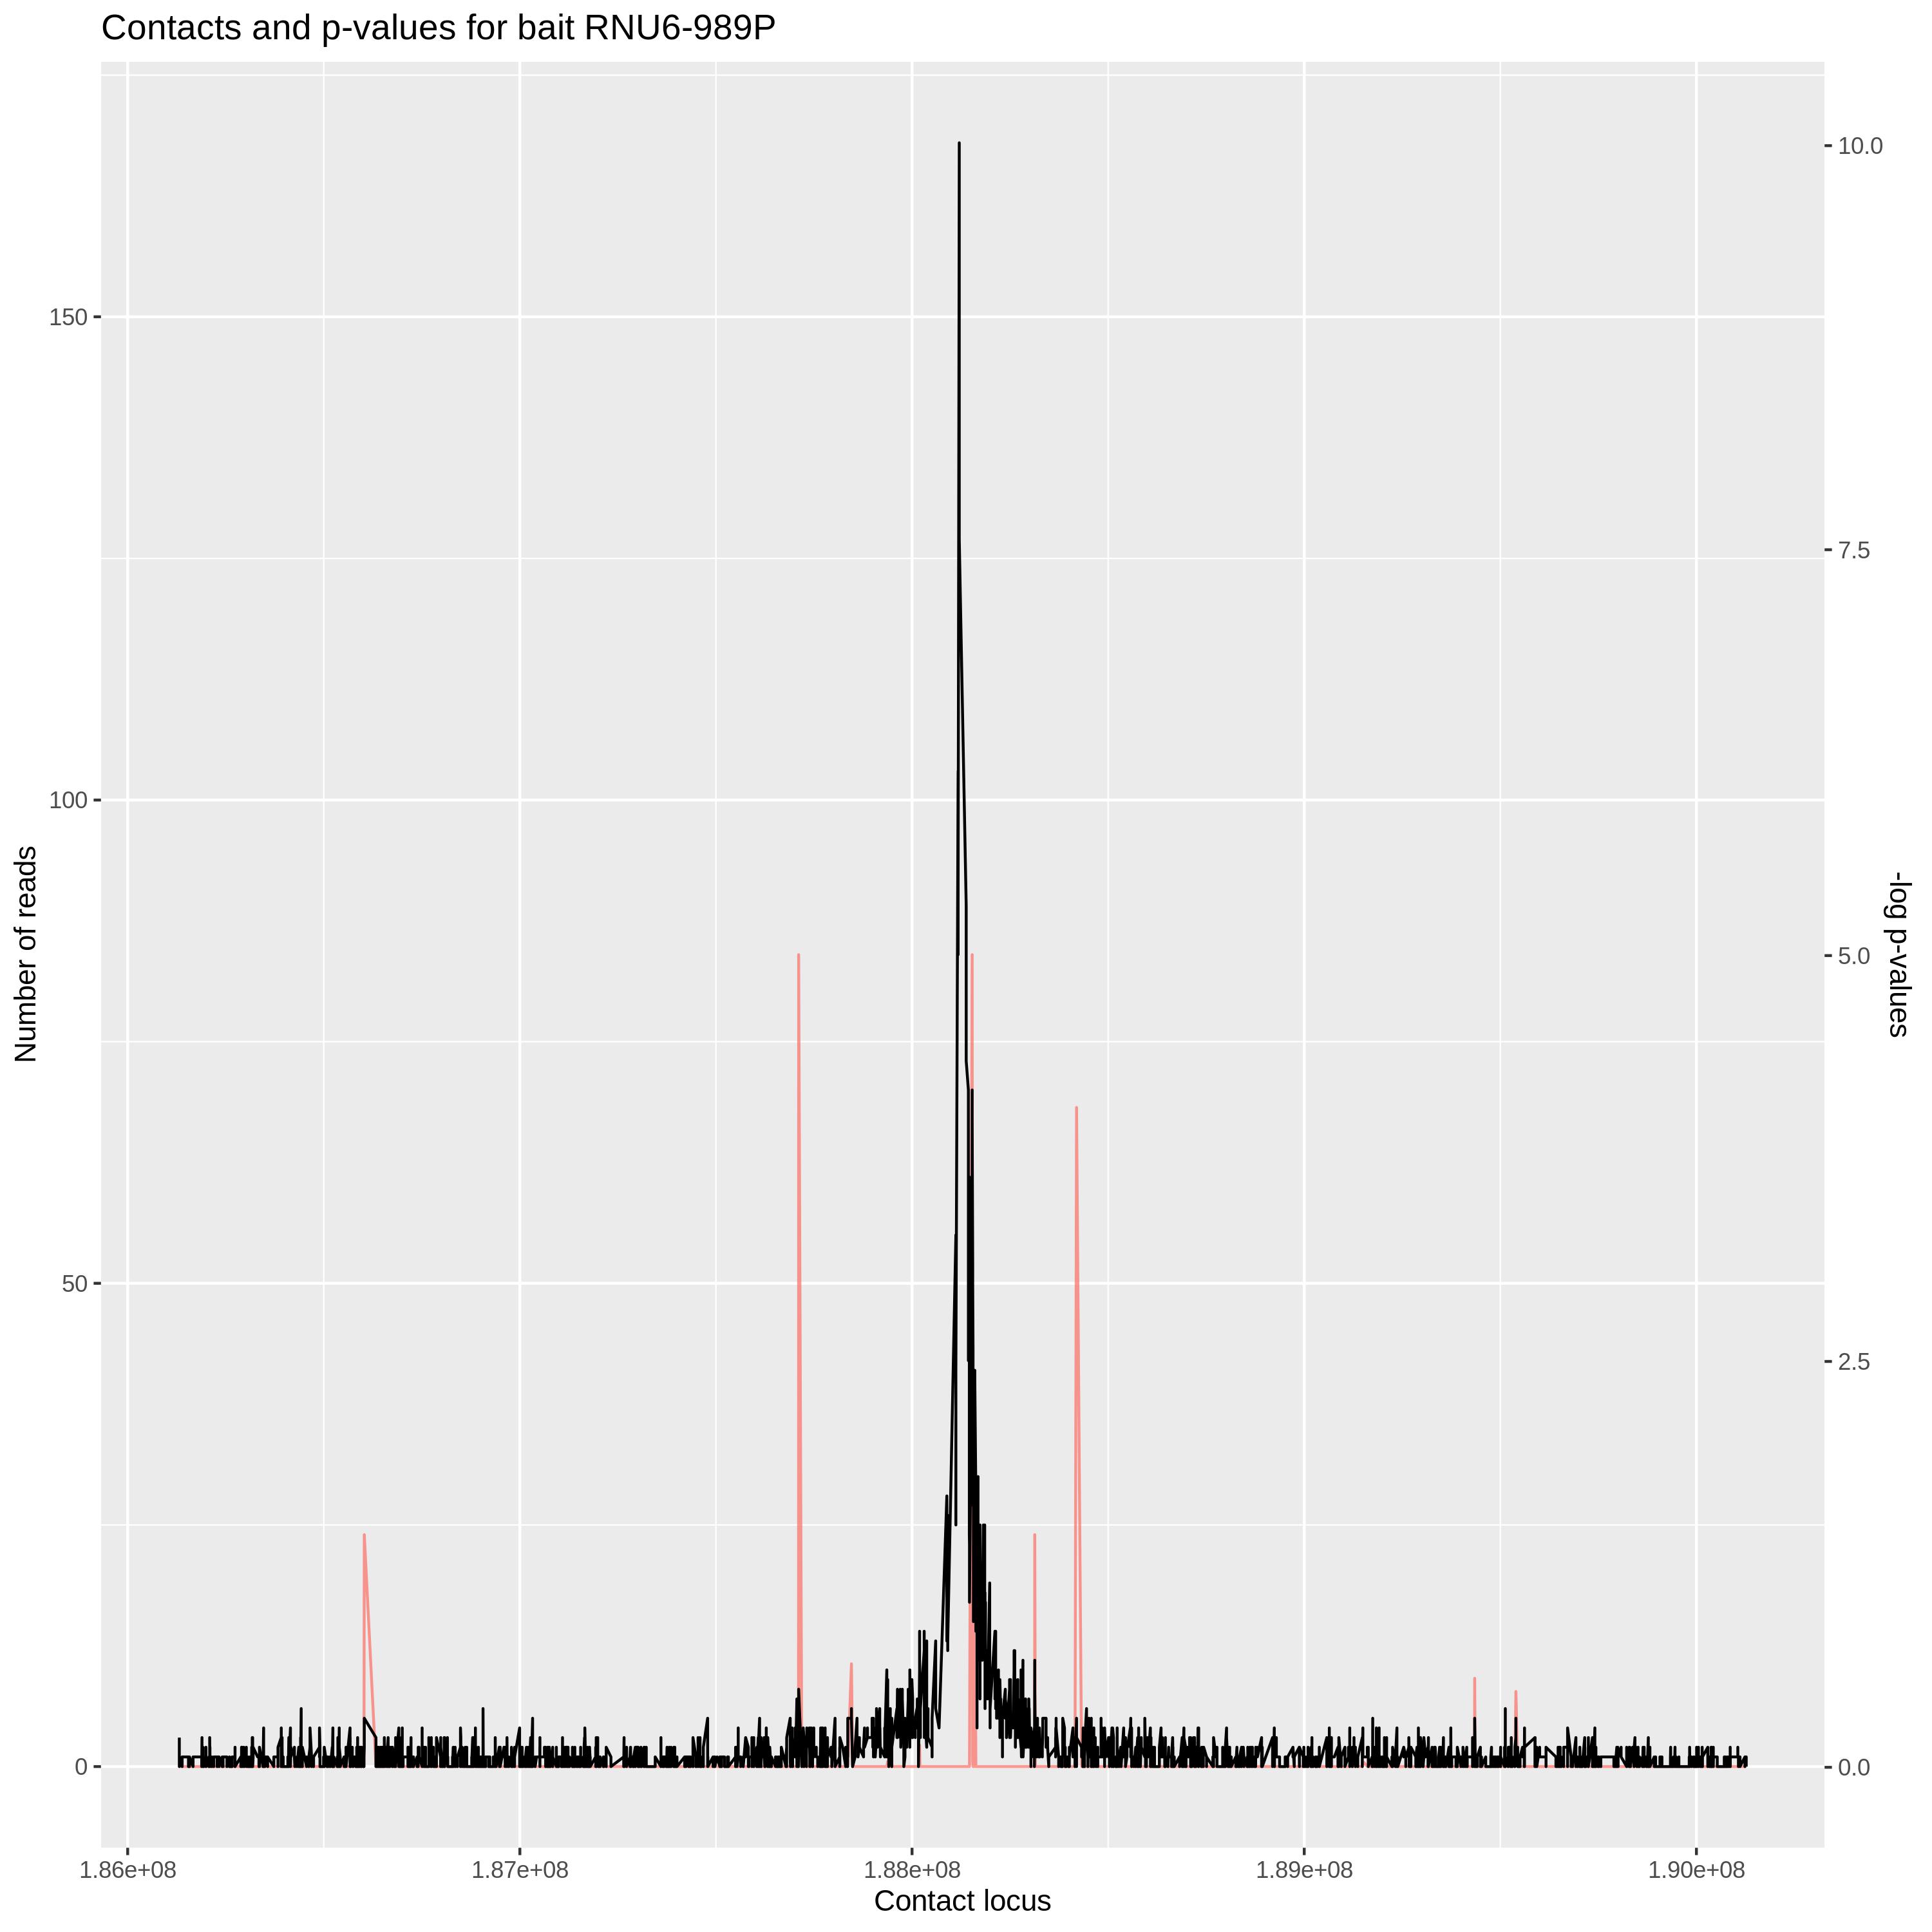 Contacts and p-values for bait RNU6-989P
150
100
50
0
Number of reads
10.0
7.5
5.0
2.5
0.0
-log p-values
1.86e+08
1.87e+08
1.88e+08
1.89e+08
1.90e+08
Contact locus